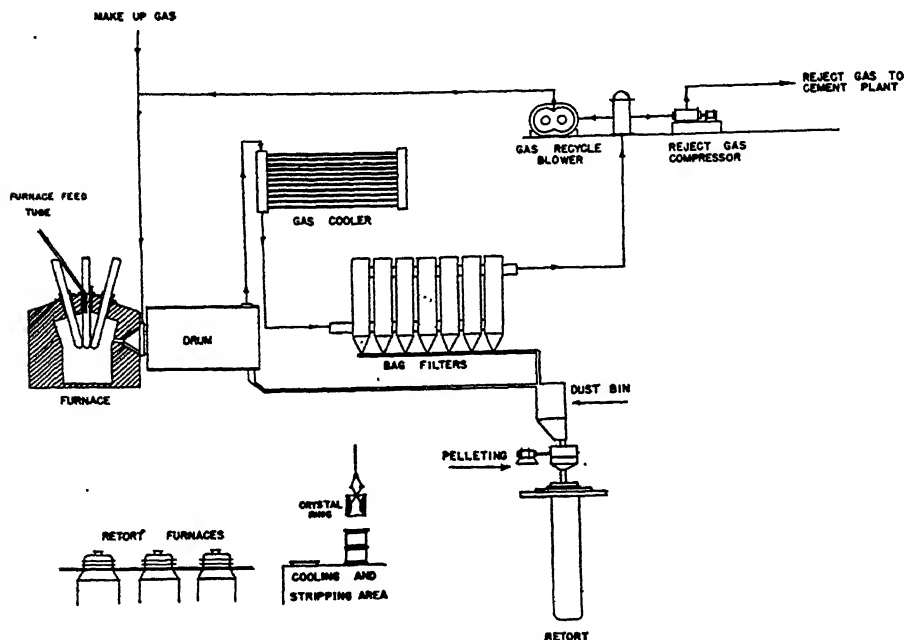 MAKE UP GAS
REJECT GAS TO
CEMENT PLANT
GAS RECYCLE
BLOWER
REJECT GAS
COMPRESSOR
FURNACE FEED
TUBE
GAS COOLER
DRUM
BAG FILTERS
FURNACE
DUST BIN
PELLETING
CRYSTAL
RING
RETORT FURNACES
COOLING AND
STRIPPING AREA
RETORT